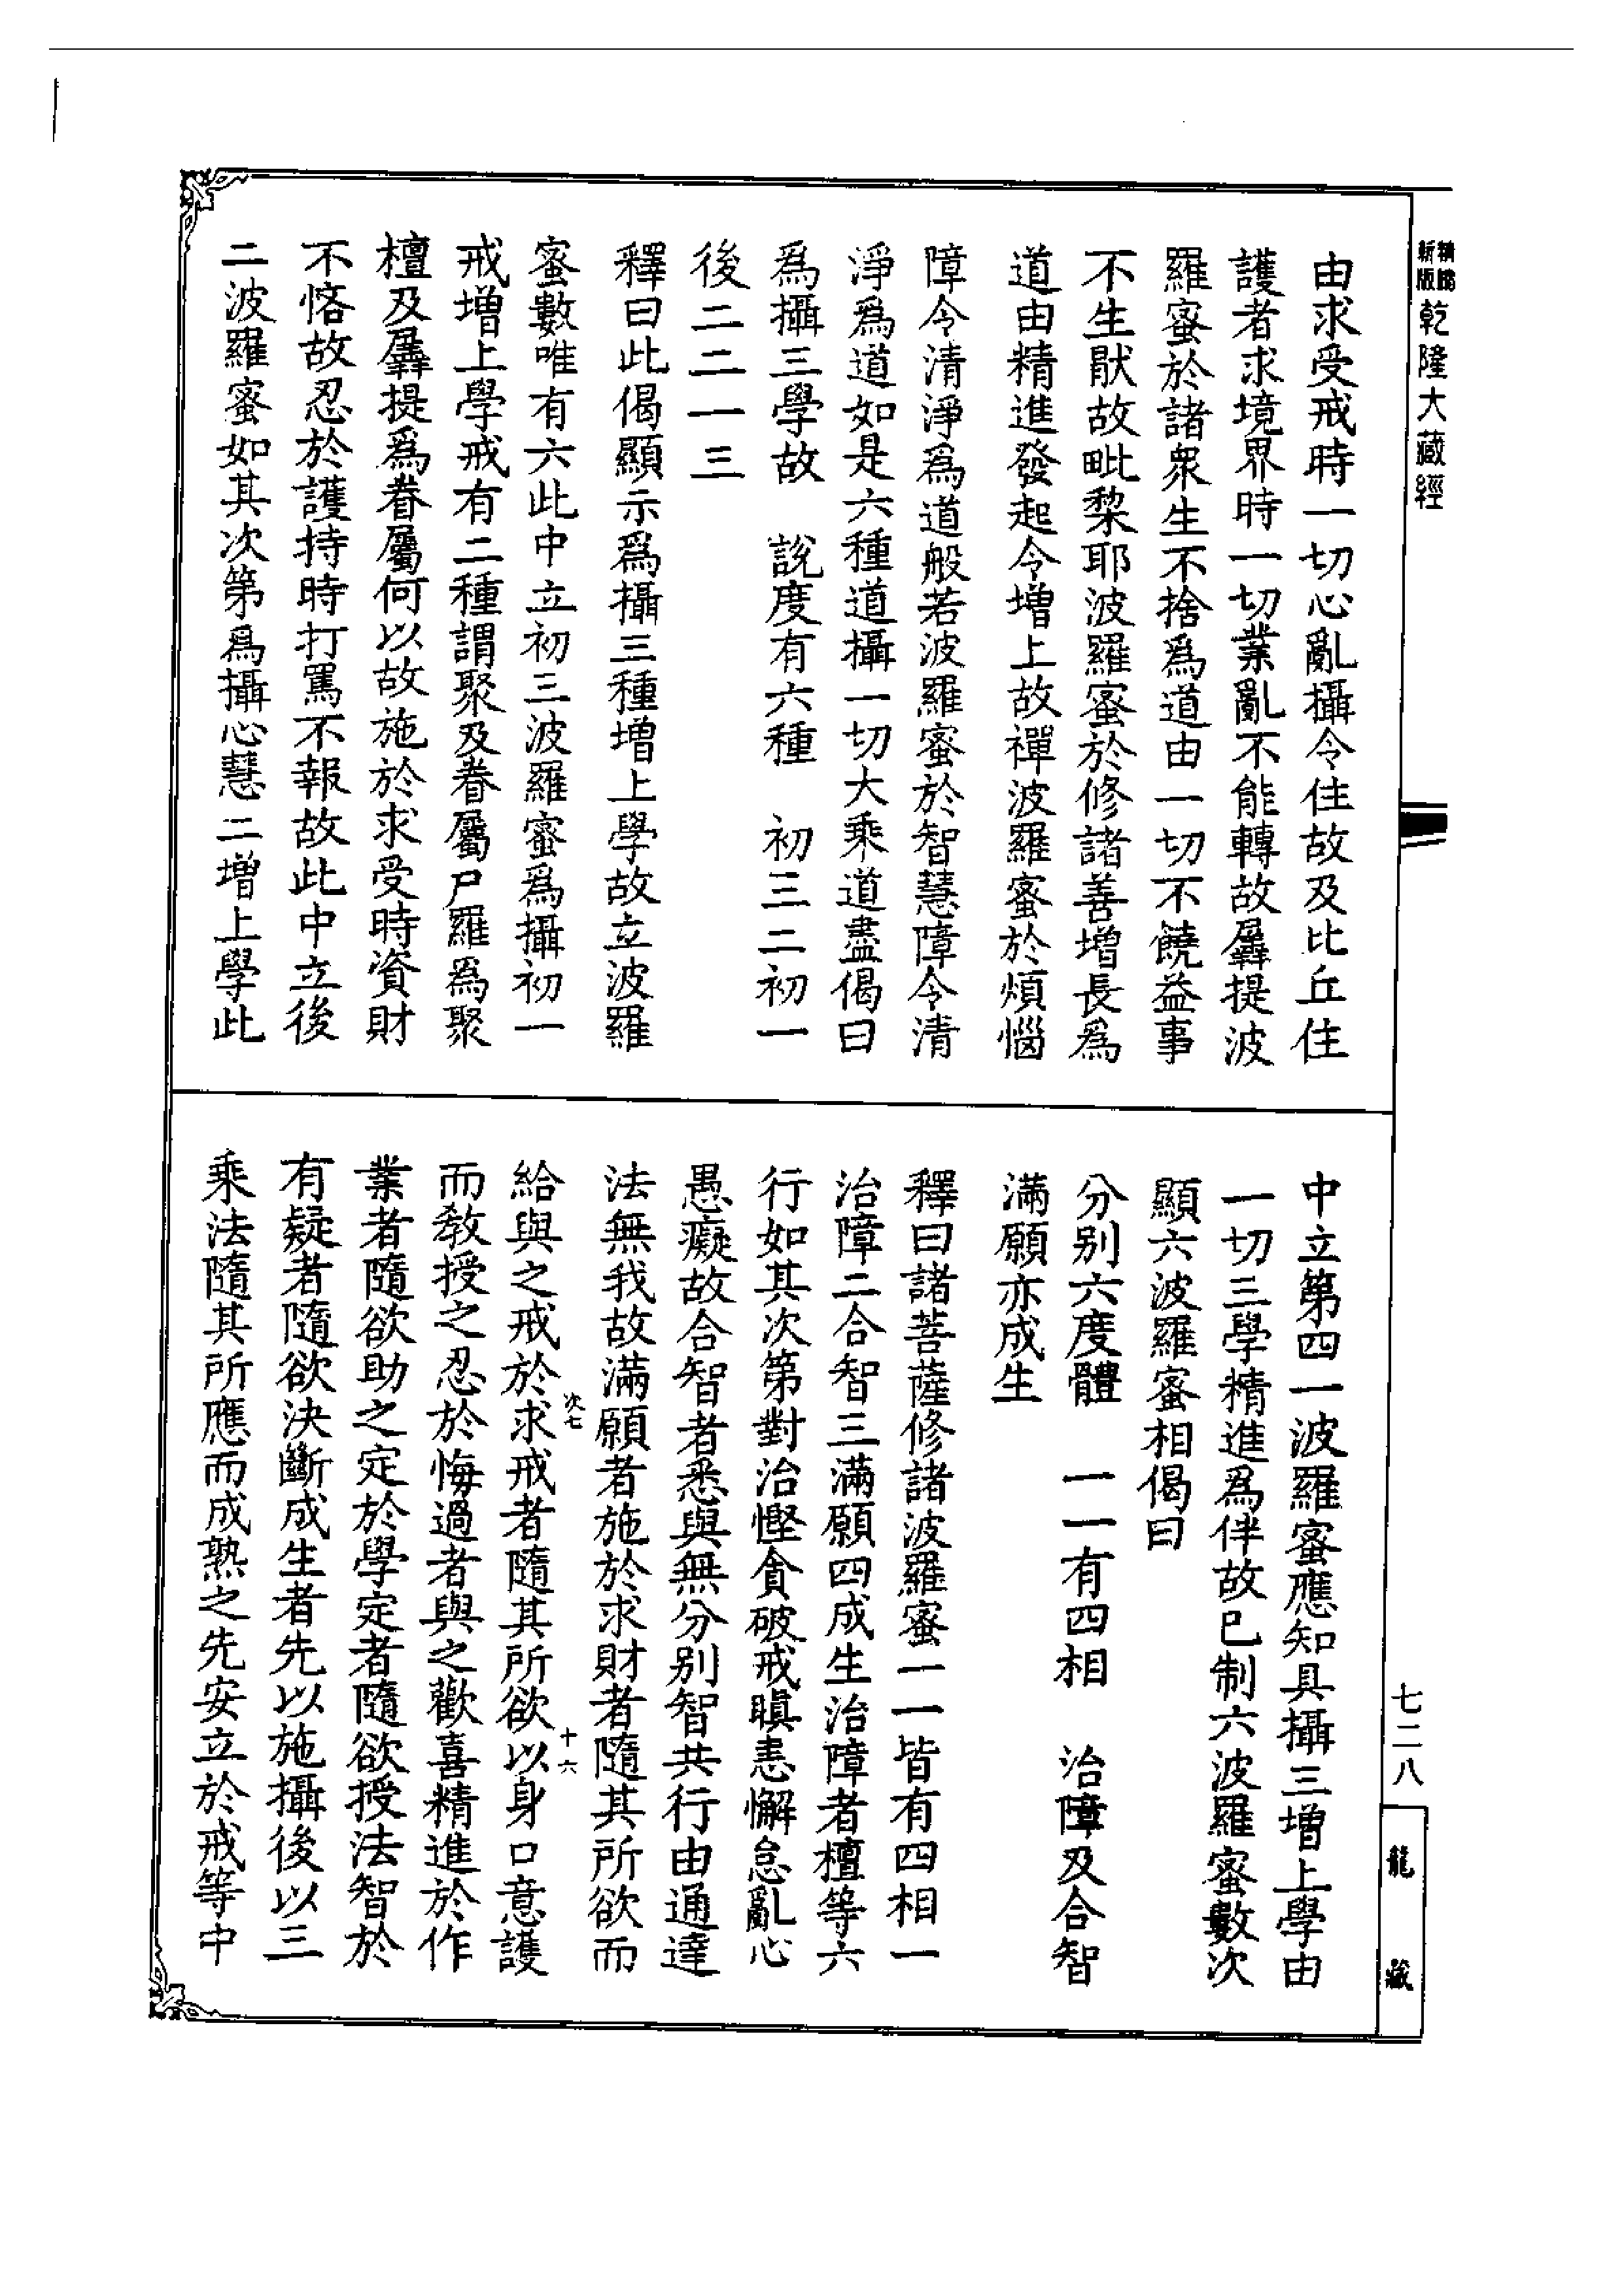 新版 精縮 乾隆大藏經
由求受戒時一切心亂攝令住故及比丘住
護者求境界時一切業亂不能轉故羼提波
羅蜜於諸衆生不捨爲道由一切不饒益事
不生猒故毗棃耶波羅蜜於修諸善增長爲
道由精進發起令增上故禪波羅蜜於煩惱
障令清淨爲道般若波羅蜜於智慧障令清
淨爲道如是六種道攝一切大乘道盡偈曰
爲攝三學故　說度有六種　初三二初一
後二二一三
釋曰此偈顯示爲攝三種增上學故立波羅
蜜數唯有六此中立初三波羅蜜爲攝初一
戒增上學戒有二種謂聚及眷屬尸羅爲聚
檀及羼提爲眷屬何以故施於求受時資財
不悋故忍於護持時打罵不報故此中立後
二波羅蜜如其次第爲攝心慧二增上學此
中立第四一波羅蜜應知具攝三增上學由
一切三學精進爲伴故已制六波羅蜜數次
顯六波羅蜜相偈曰
分別六度體　一一有四相　治障及合智
滿願亦成生
釋曰諸菩薩修諸波羅蜜一一皆有四相一
治障二合智三滿願四成生治障者檀等六
行如其次第對治慳貪破戒瞋恚懈怠亂心
愚癡故合智者悉與無分別智共行由通達
法無我故滿願者施於求財者隨其所欲而
給與之戒於求戒者隨其所欲以身口意護
次七
十六
而教授之忍於悔過者與之歡喜精進於作
業者隨欲助之定於學定者隨欲授法智於
有疑者隨欲決斷成生者先以施攝後以三
乘法隨其所應而成熟之先安立於戒等中
七二八
龍藏